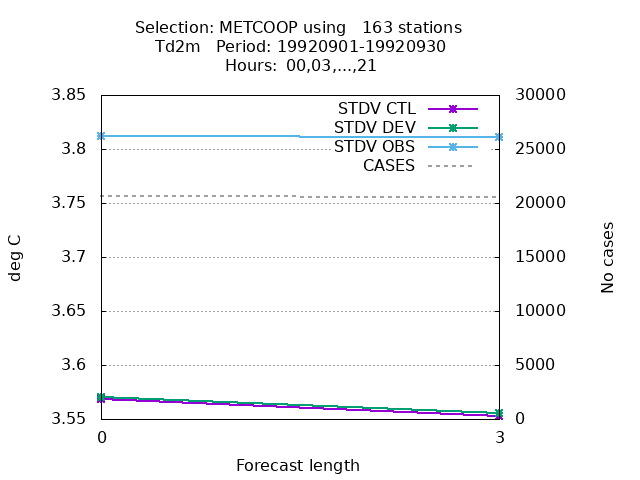 Selection: METCOOP using   163 stations
Td2m   Period: 19920901-19920930
Hours: 00,03,...,21
3.85
30000
STDV CTL
STDV DEV
3.8
STDV OBS
25000
CASES
3.75
20000
3.7
15000
3.65
10000
3.6
5000
3.55
0
0
3
deg C
No cases
Forecast length